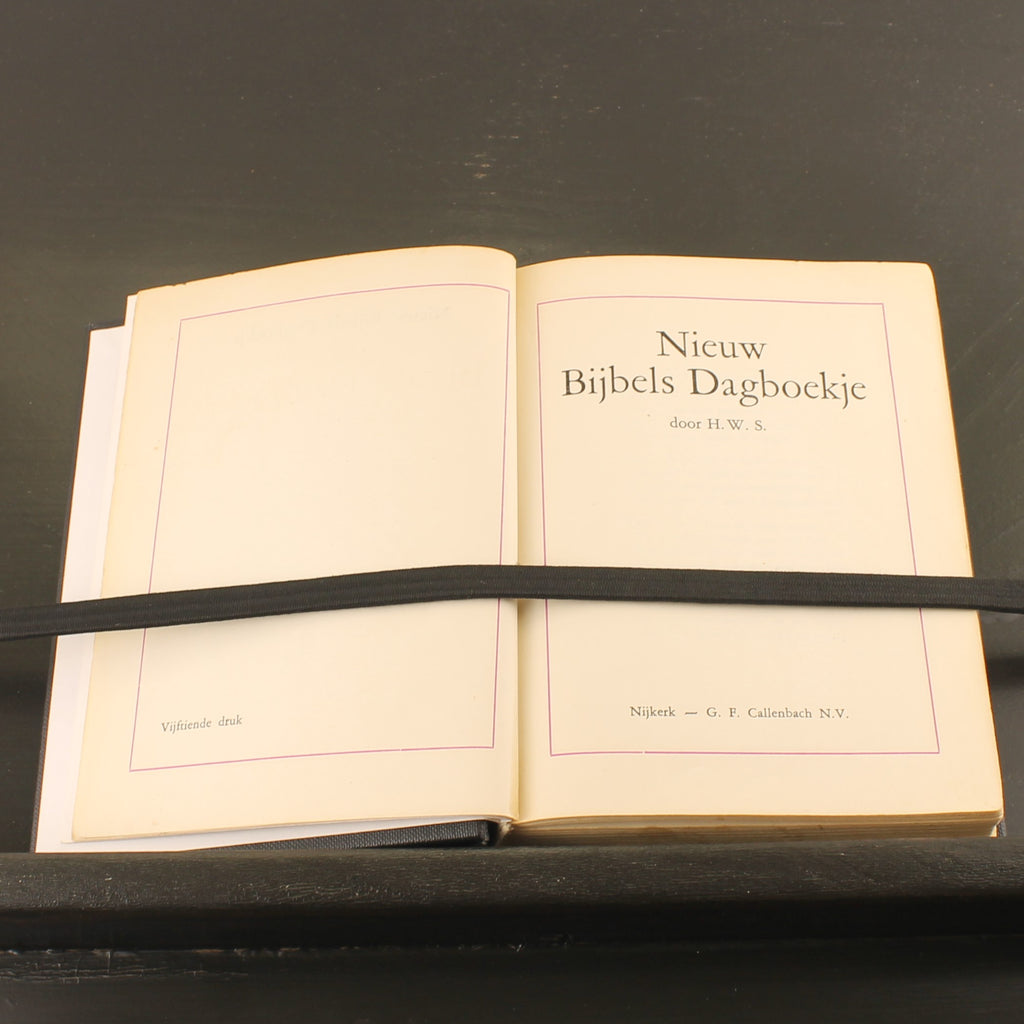 Vijftiende druk
Nieuw
Bijbels Dagboekje
door H. W. S.
Nijkerk — G. F. Callenbach N.V.